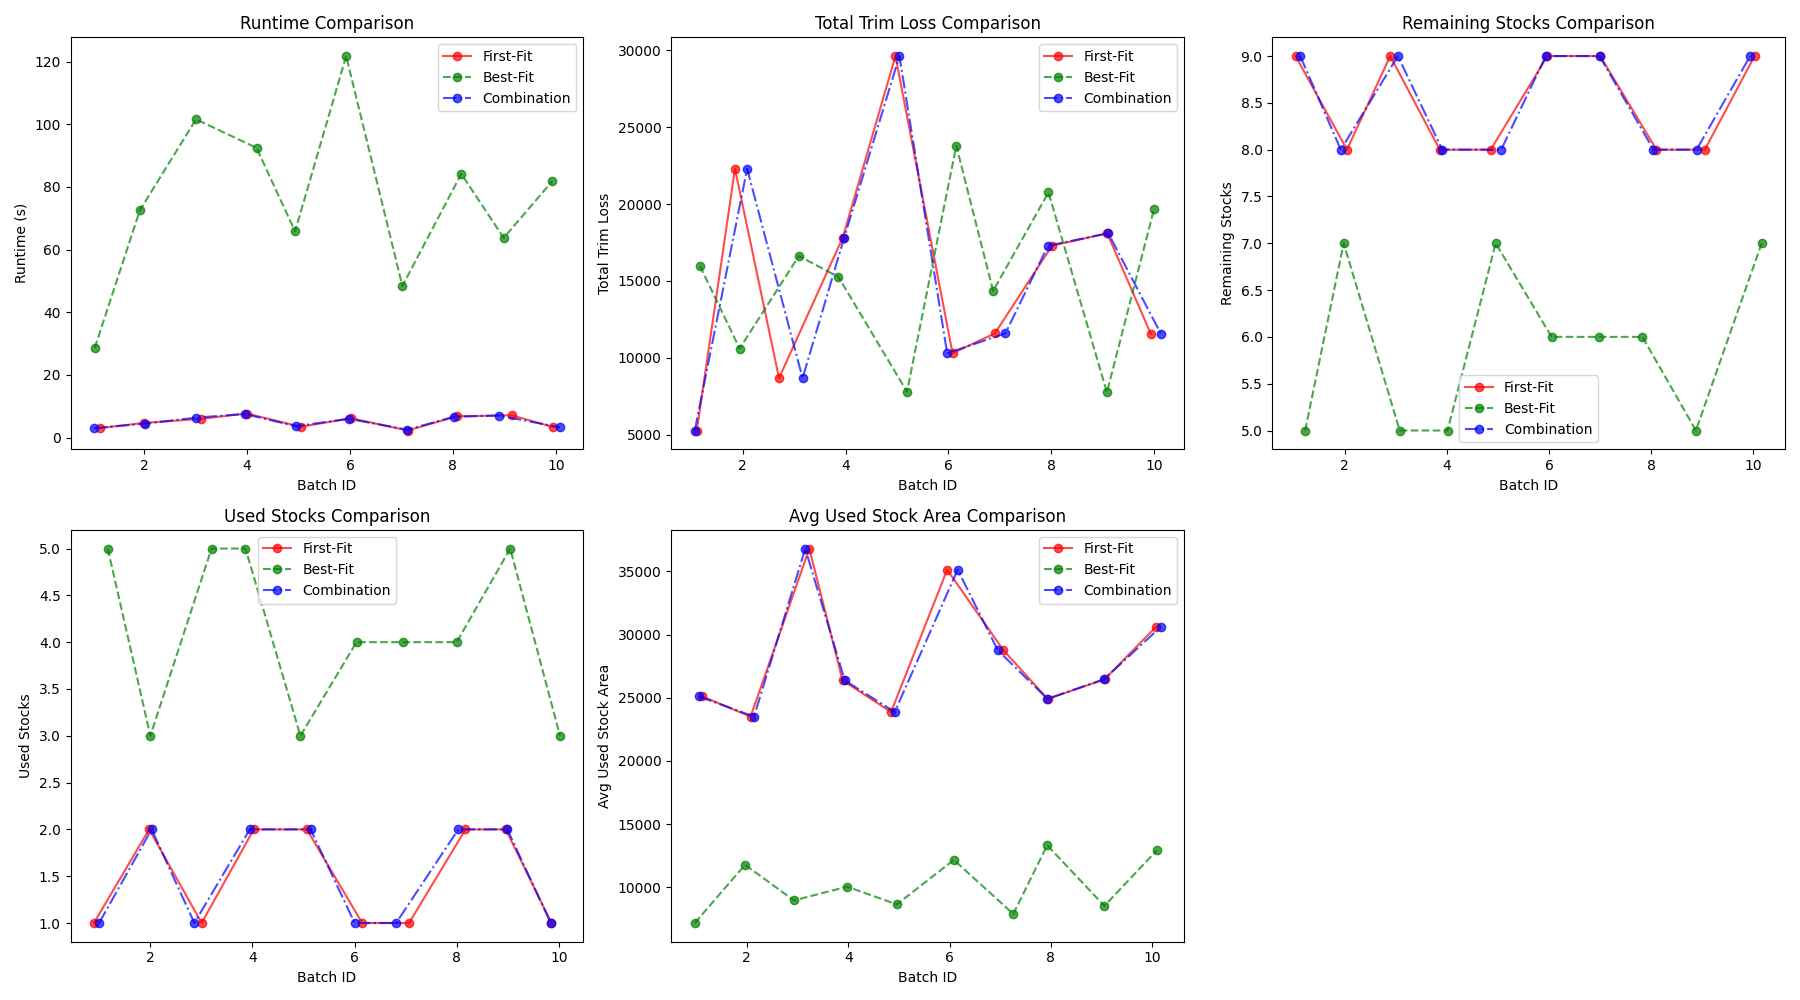 Runtime Comparison
Runtime (s)
120
100
80
60
40
20
0
2 4 6 8 10
Batch ID
First-Fit
Best-Fit
Combination
Total Trim Loss Comparison
Total Trim Loss
30000
25000
20000
15000
10000
5000
2 4 6 8 10
Batch ID
First-Fit
Best-Fit
Combination
Remaining Stocks Comparison
Remaining Stocks
9.0
8.5
8.0
7.5
7.0
6.5
6.0
5.5
5.0
2 4 6 8 10
Batch ID
First-Fit
Best-Fit
Combination
Used Stocks Comparison
Used Stocks
5.0
4.5
4.0
3.5
3.0
2.5
2.0
1.5
1.0
2 4 6 8 10
Batch ID
First-Fit
Best-Fit
Combination
Avg Used Stock Area Comparison
Avg Used Stock Area
35000
30000
25000
20000
15000
10000
2 4 6 8 10
Batch ID
First-Fit
Best-Fit
Combination